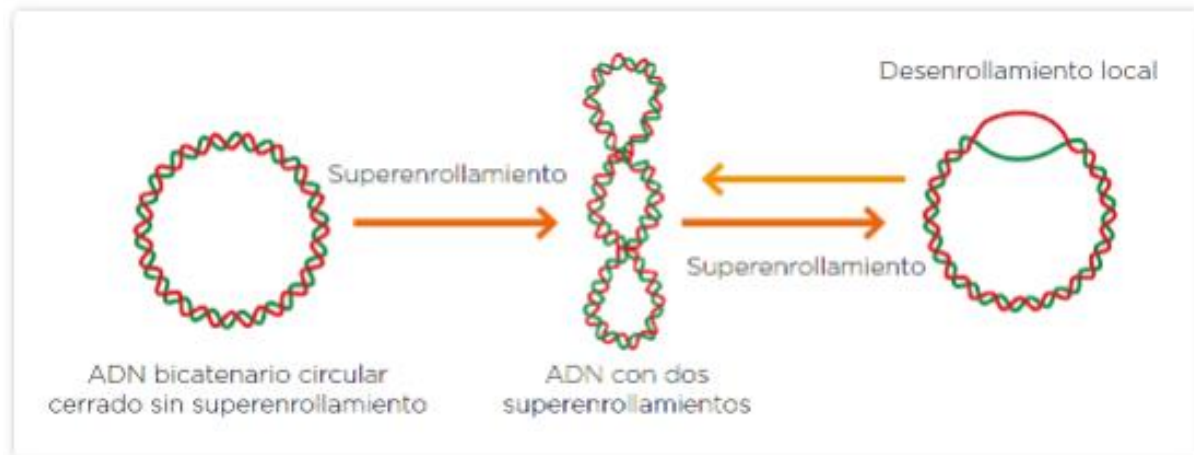 Desenrollamiento local
Superenrollamiento
Superenrollamiento
ADN bicatenario circular
cerrado sin superenrollamiento
ADN con dos
superenrollamientos